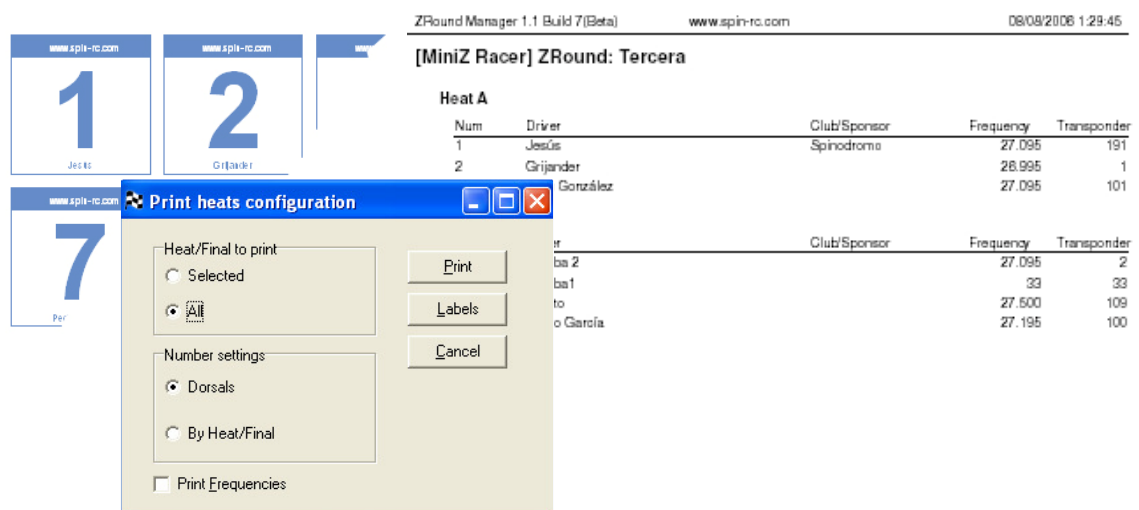 ZRound Manager 1.1 Build 7(Beta) www.spin-rc.com 08/08/2006 1:29:45
[MiniZ Racer] ZRound: Tercera
www.spin-rc.com www.spin-rc.com
1 2
Jesús Grijander
www.spin-rc.com
7
Heat A
Num Driver Club/Sponsor Frequency Transponder
1 Jesús Spinodromo 27.095 191
2 Grijander 26.995 1
González 27.095 101
Club/Sponsor Frequency Transponder
2 27.095 2
33 33
27.500 109
García 27.195 100
Print heats configuration
Heat/Final to print
Selected
All
Number settings
Dorsals
By Heat/Final
Print Frequencies
Print
Labels
Cancel